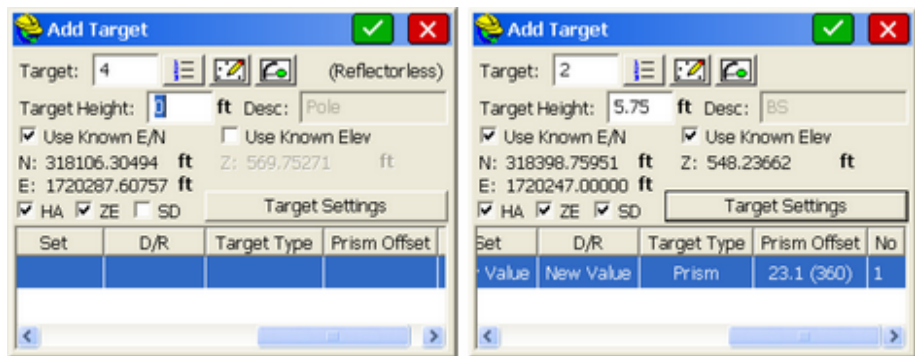 Add Target
Target: 4 (Reflectorless)
Target Height: 0 ft Desc: Pole
Use Known E/N Use Known Elev
N: 318106.30494 ft Z: 569.75271 ft
E: 1720287.60757 ft
HA ZE SD Target Settings
Set D/R Target Type Prism Offset
Add Target
Target: 2
Target Height: 5.75 ft Desc: BS
Use Known E/N Use Known Elev
N: 318398.75951 ft Z: 548.23662 ft
E: 1720247.00000 ft
HA ZE SD Target Settings
Set D/R Target Type Prism Offset No
Value New Value Prism 23.1 (360) 1